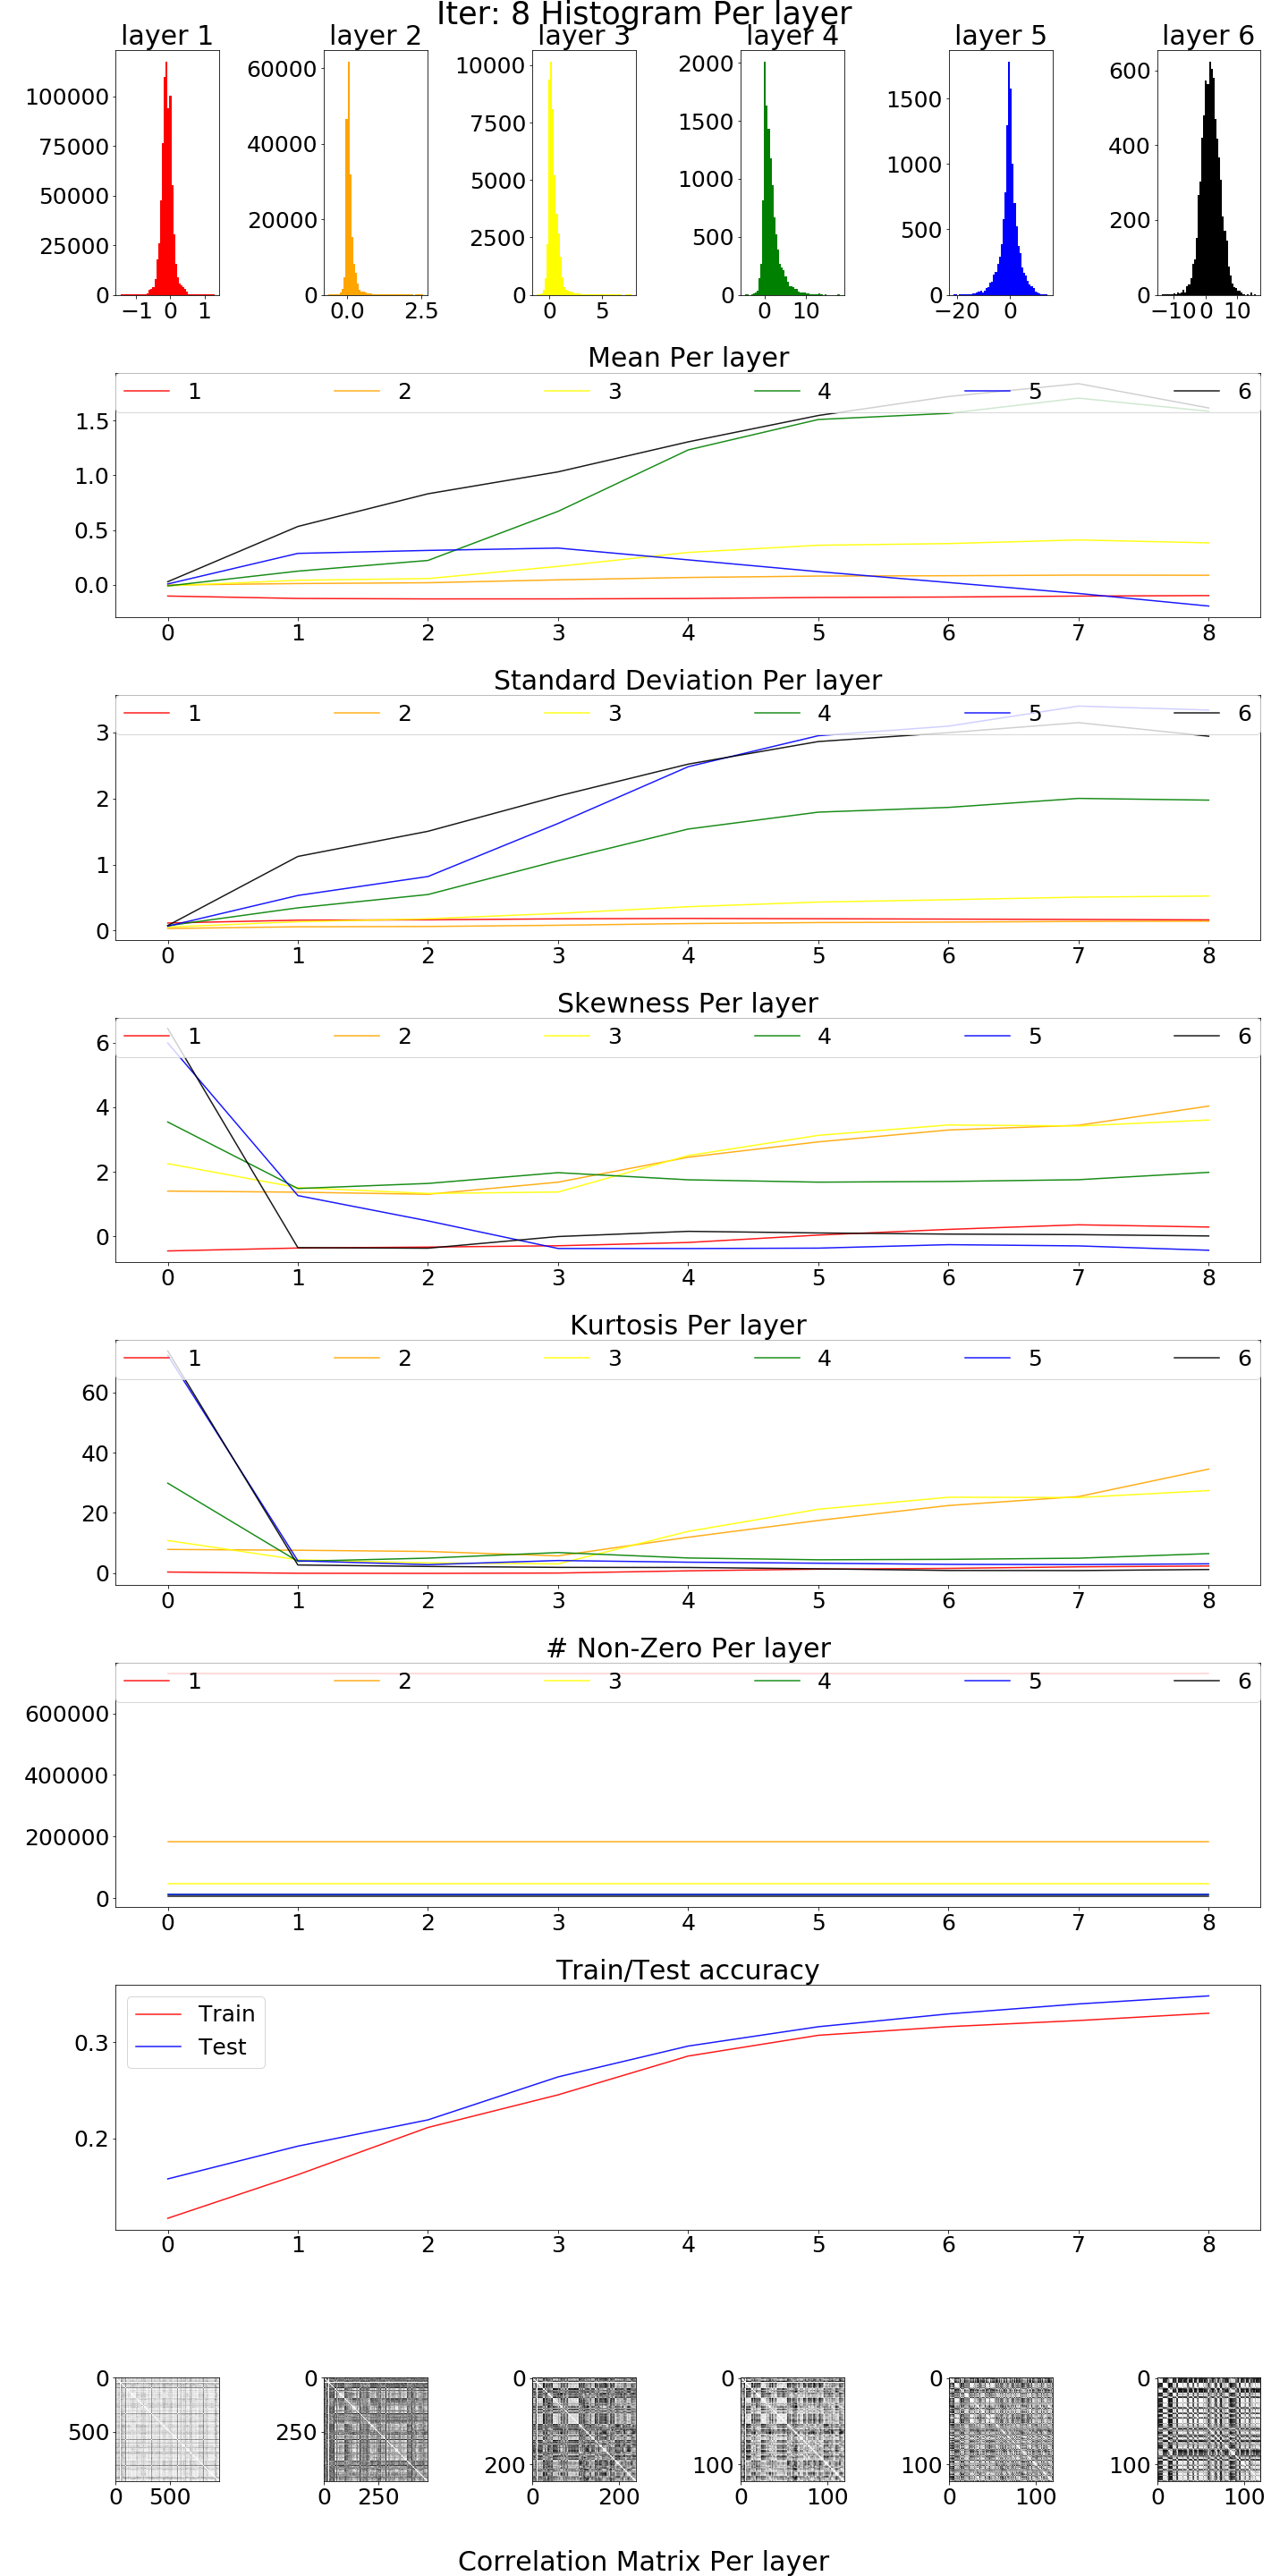 Iter: 8 Histogram Per layer
layer 1 layer 2 layer 3 layer 4 layer 5 layer 6
100000 75000 50000 25000 0
−1 0 1
60000 40000 20000 0
0.0 2.5
10000 7500 5000 2500 0
0 5
2000 1500 1000 500 0
0 10
1500 1000 500 0
−20 0
600 400 200 0
−10 0 10
Mean Per layer
1 2 3 4 5 6
1.5
1.0
0.5
0.0
0 1 2 3 4 5 6 7 8
Standard Deviation Per layer
1 2 3 4 5 6
3
2
1
0
0 1 2 3 4 5 6 7 8
Skewness Per layer
1 2 3 4 5 6
6
4
2
0
0 1 2 3 4 5 6 7 8
Kurtosis Per layer
1 2 3 4 5 6
60
40
20
0
0 1 2 3 4 5 6 7 8
# Non-Zero Per layer
1 2 3 4 5 6
600000
400000
200000
0
0 1 2 3 4 5 6 7 8
Train/Test accuracy
Train
Test
0.3
0.2
0 1 2 3 4 5 6 7 8
0 500
0 500
0 250
0 250
0 200
0 200
0 100
0 100
0 100
0 100
0 100
0 100
Correlation Matrix Per layer